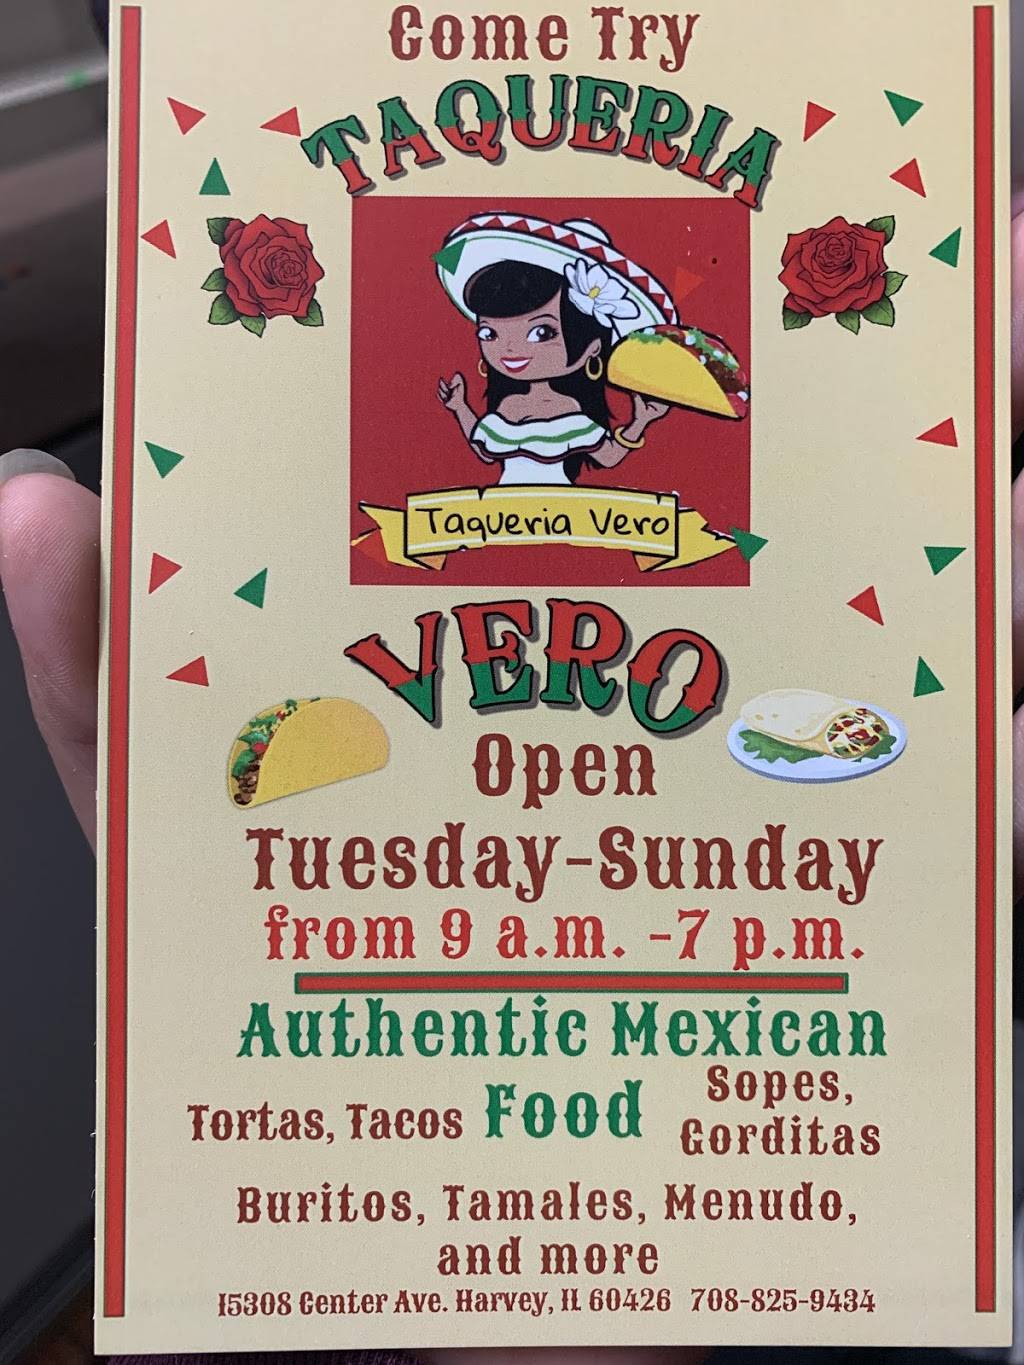 Come Try
TAQUERIA
Taqueria Vero
VERO
Open
Tuesday-Sunday
from 9 a.m. -7 p.m.
Authentic Mexican
Food
Tortas, Tacos
Sopes,
Gorditas
Buritos, Tamales, Menudo,
and more
15308 Center Ave. Harvey, IL 60426 708-825-9434